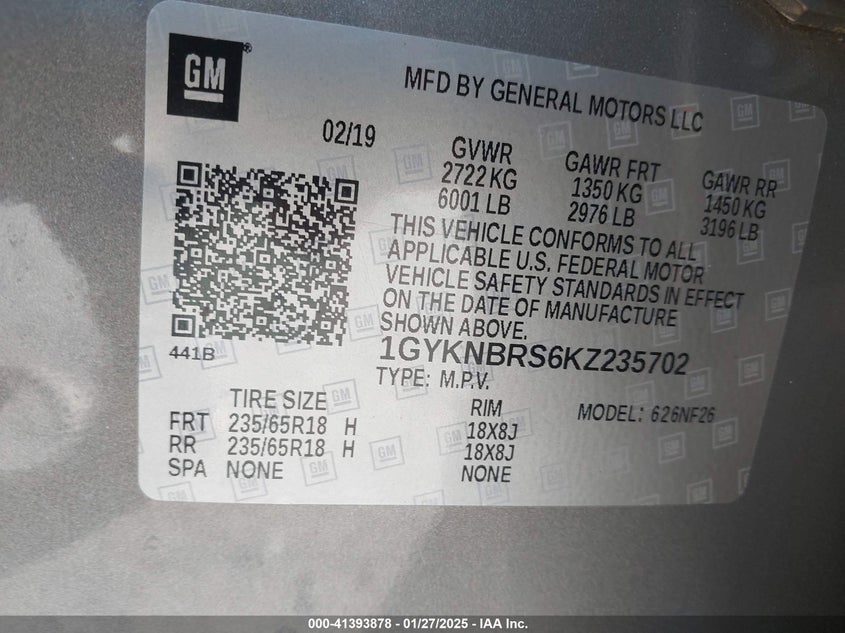 GM
MFD BY GENERAL MOTORS LLC
02/19
GVWR GAWR FRT GAWR RR
2722 KG 1350 KG 1450 KG
6001 LB 2976 LB 3196 LB
THIS VEHICLE CONFORMS TO ALL
APPLICABLE U.S. FEDERAL MOTOR
VEHICLE SAFETY STANDARDS IN EFFECT
ON THE DATE OF MANUFACTURE
SHOWN ABOVE.
441B
1GYKNBRS6KZ235702
TYPE: M.P.V.
MODEL: 626NF26
TIRE SIZE RIM
FRT 235/65R18 H 18X8J
RR 235/65R18 H 18X8J
SPA NONE NONE
000-41393878 - 01/27/2025 - IAA Inc.